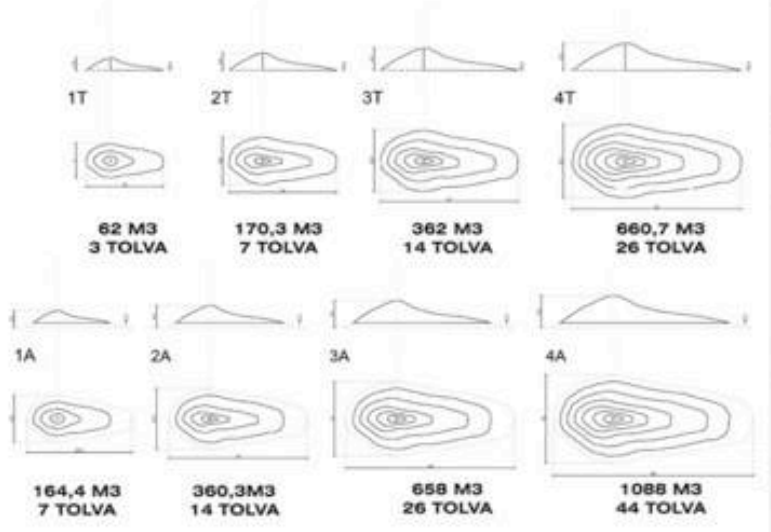 1T
2T
3T
4T
62 M3
3 TOLVA
170,3 M3
7 TOLVA
362 M3
14 TOLVA
660,7 M3
26 TOLVA
1A
2A
3A
4A
164,4 M3
7 TOLVA
360,3M3
14 TOLVA
658 M3
26 TOLVA
1088 M3
44 TOLVA